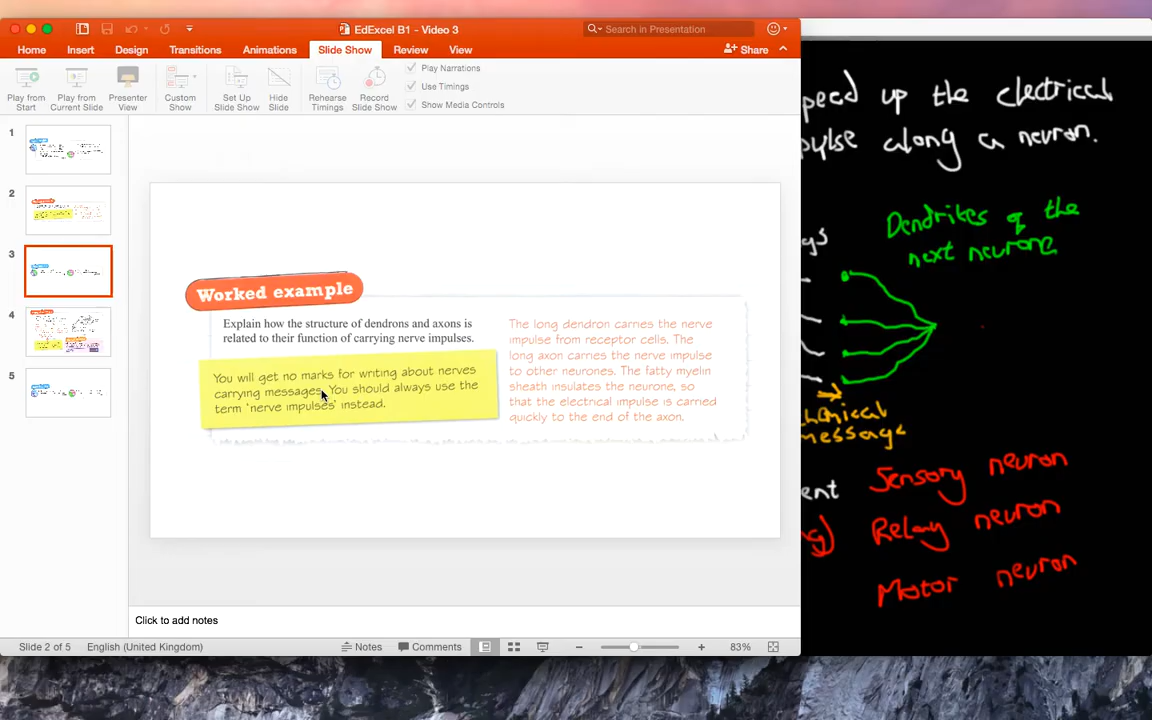 EdExcel B1 - Video 3
Search in Presentation
Home Insert Design Transitions Animations Slide Show Review View
Share
Play from Start
Play from Current Slide
Presenter View
Custom Show
Set Up Slide Show
Hide Slide
Rehearse Timings
Record Slide Show
Play Narrations
Use Timings
Show Media Controls
1
2
3
4
5
Worked example
Explain how the structure of dendrons and axons is
related to their function of carrying nerve impulses.
You will get no marks for writing about nerves
carrying messages. You should always use the
term 'nerve impulses' instead.
The long dendron carries the nerve
impulse from receptor cells. The
long axon carries the nerve impulse
to other neurones. The fatty myelin
sheath insulates the neurone, so
that the electrical impulse is carried
quickly to the end of the axon.
Click to add notes
Slide 2 of 5 English (United Kingdom) Notes Comments 83%
peed up the electrical
pulse along a neuron.
Dendrites of the
next neurone
gs
hemical
message
ent
g)
Sensory neuron
Relay neuron
Motor neuron